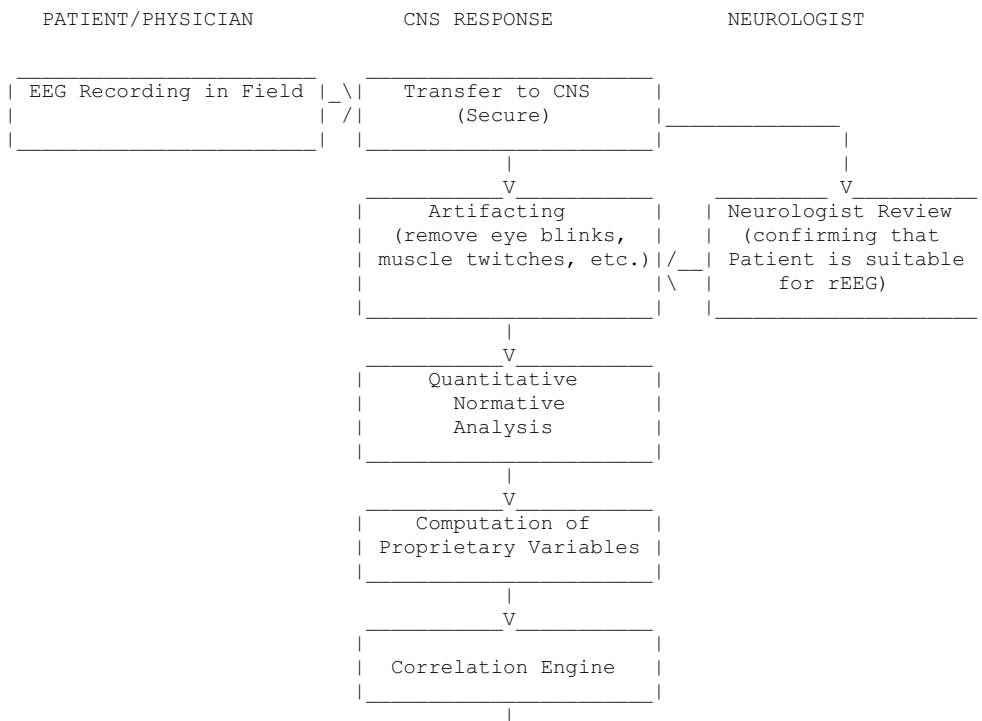 PATIENT/PHYSICIAN CNS RESPONSE NEUROLOGIST
EEG Recording in Field
Transfer to CNS
(Secure)
Artifacting
(remove eye blinks,
muscle twitches, etc.)
Neurologist Review
(confirming that
Patient is suitable
for rEEG)
Quantitative
Normative
Analysis
Computation of
Proprietary Variables
Correlation Engine